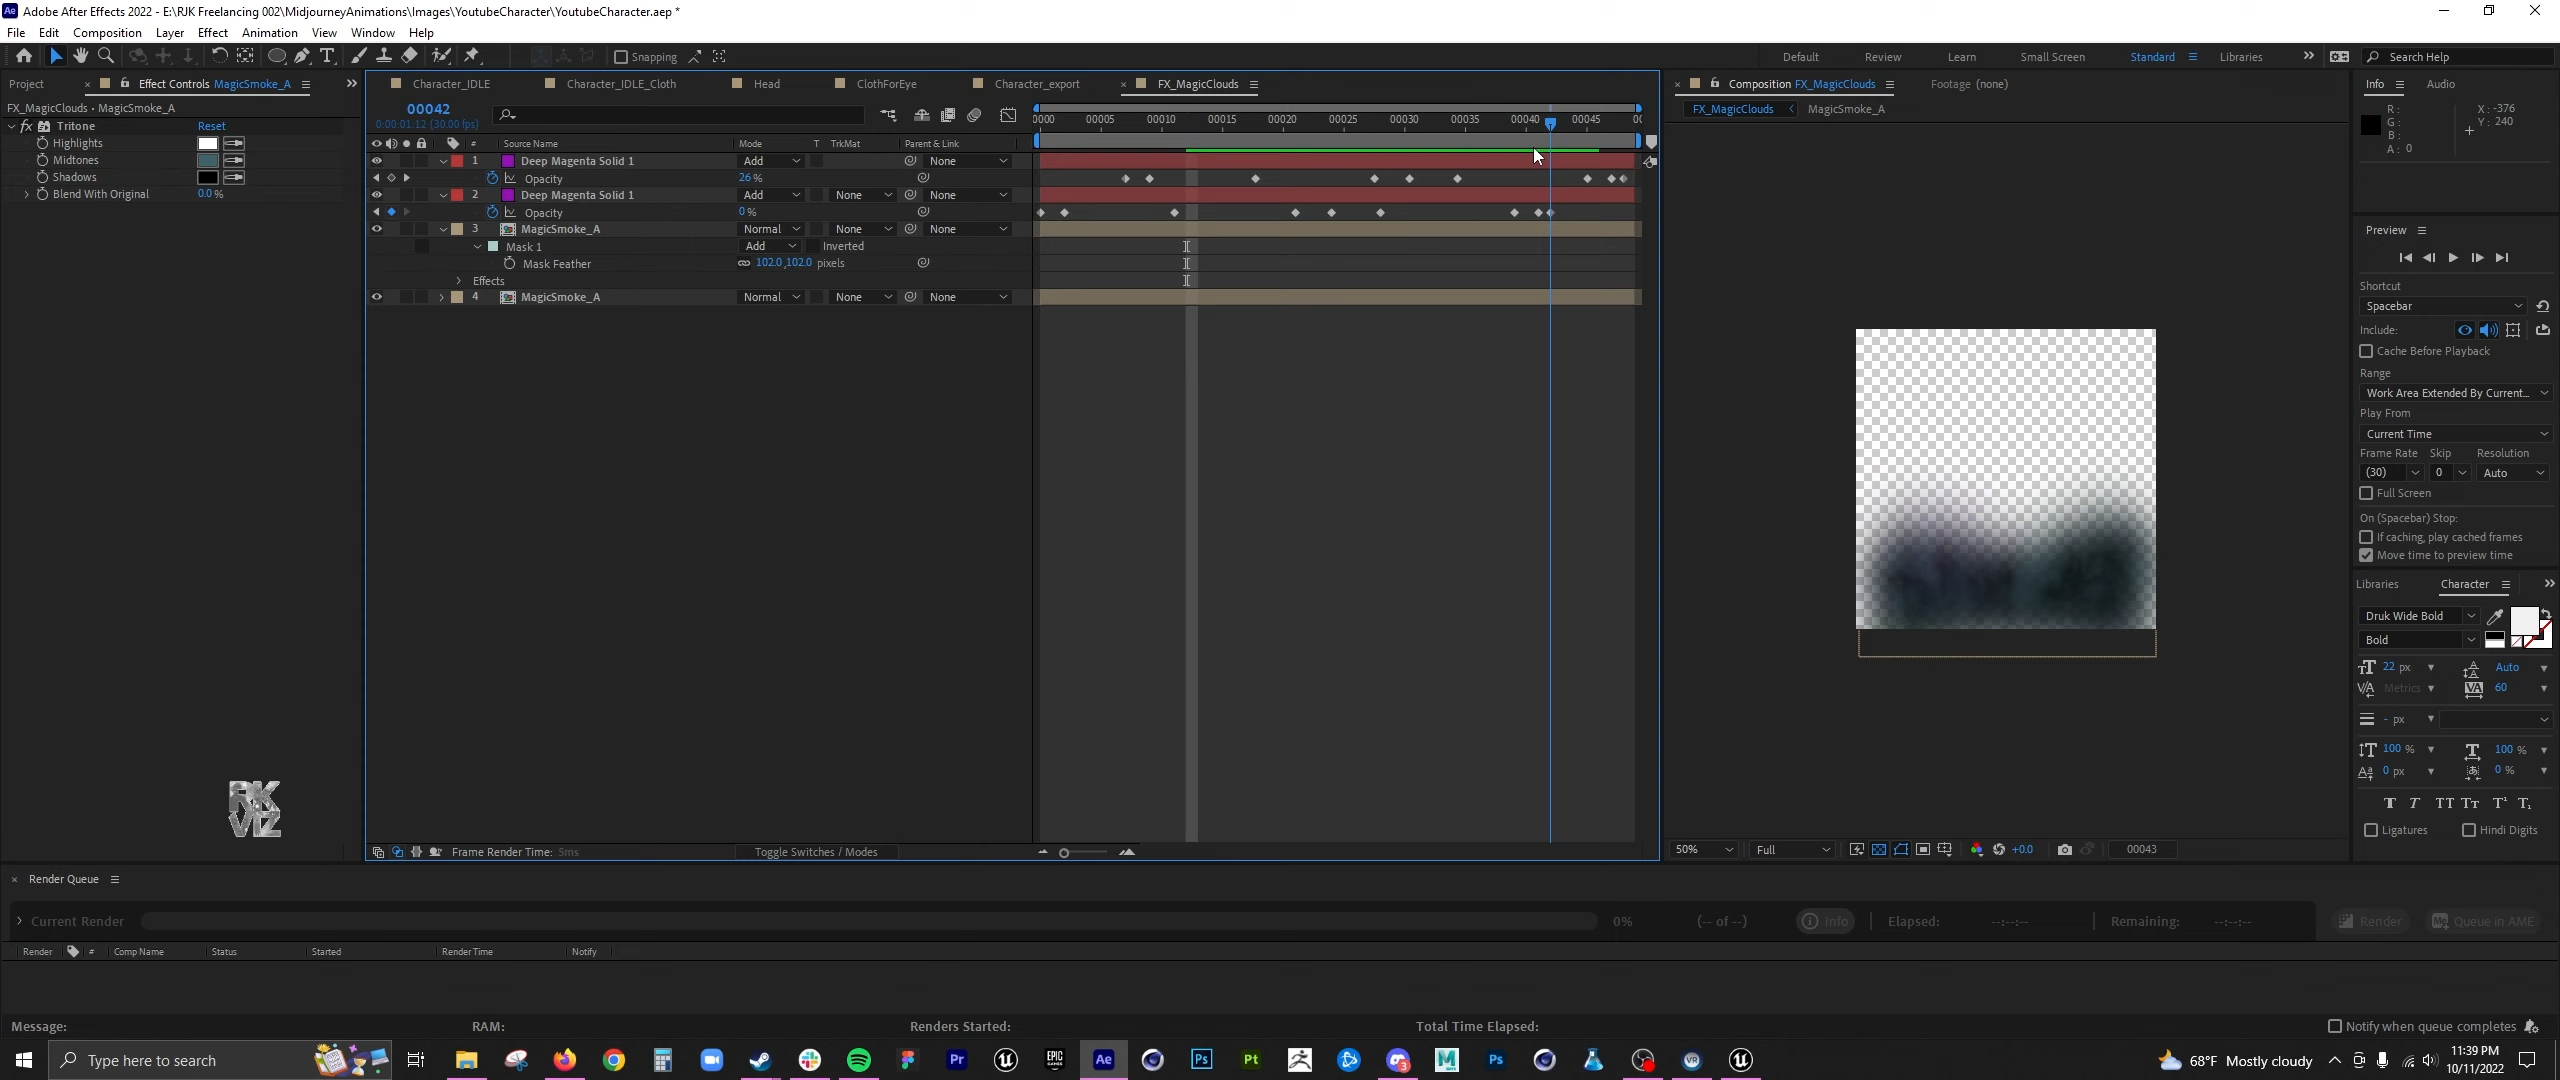 Adobe After Effects 2022 - E:\RJK Freelancing 002\MidjourneyAnimations\Images\YoutubeCharacter\YoutubeCharacter.aep *
File Edit Composition Layer Effect Animation View Window Help
Snapping Default Review Learn Small Screen Standard Libraries Search Help
Project Effect Controls MagicSmoke_A
FX_MagicClouds • MagicSmoke_A
fx Tritone Reset
Highlights
Midtones
Shadows
Blend With Original 0.0 %
Character_IDLE Character_IDLE_Cloth Head ClothForEye Character_export FX_MagicClouds
00042
0:00:01:12 (30.00 fps)
0000 00005 00010 00015 00020 00025 00030 00035 00040 00045 00
# Source Name Mode T TrkMat Parent & Link
1 Deep Magenta Solid 1 Add None
Opacity 26 %
2 Deep Magenta Solid 1 Add None None
Opacity 0 %
3 MagicSmoke_A Normal None None
Mask 1 Add Inverted
Mask Feather 102.0,102.0 pixels
Effects
4 MagicSmoke_A Normal None None
Frame Render Time: 5ms Toggle Switches / Modes
Composition FX_MagicClouds Footage (none)
FX_MagicClouds MagicSmoke_A
50% Full +0.0 00043
Info Audio
R: X: -376
G: Y: 240
B:
A: 0
Preview
Shortcut
Spacebar
Include:
Cache Before Playback
Range
Work Area Extended By Current...
Play From
Current Time
Frame Rate Skip Resolution
(30) 0 Auto
Full Screen
On (Spacebar) Stop:
If caching, play cached frames
Move time to preview time
Libraries Character
Druk Wide Bold
Bold
22 px Auto
Metrics 60
- px
100 % 100 %
0 px 0 %
T T TT Tт T¹ T₁
Ligatures Hindi Digits
RK
VIZ
Render Queue
Current Render 0% (-- of --) Info Elapsed: --:--:-- Remaining: --:--:-- Render Queue in AME
Render # Comp Name Status Started Render Time Notify
Message: RAM: Renders Started: Total Time Elapsed: Notify when queue completes
Type here to search
68°F Mostly cloudy
11:39 PM
10/11/2022